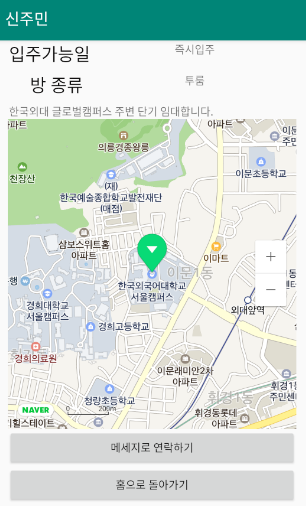 신주민
입주가능일
즉시입주
방 종류
투룸
한국외대 글로벌캠퍼스 주변 단기 임대합니다.
아파트
의릉경종왕릉
천장산
이문초등학교
(재)
한국예술종합학교발전재단
(매점)
아파트
삼보스위트홈
아파트
이마트
이문동
한국외국어대학교
서울캠퍼스
경희대학교
서울캠퍼스
외대앞역
경희고등학교
경희의료원
이문래미안2차
아파트
휘경1동
청량초등학교
휘경동롯데
아파트
휘경1
주민센
NAVER
0 200m
힐스테이트
메세지로 연락하기
홈으로 돌아가기